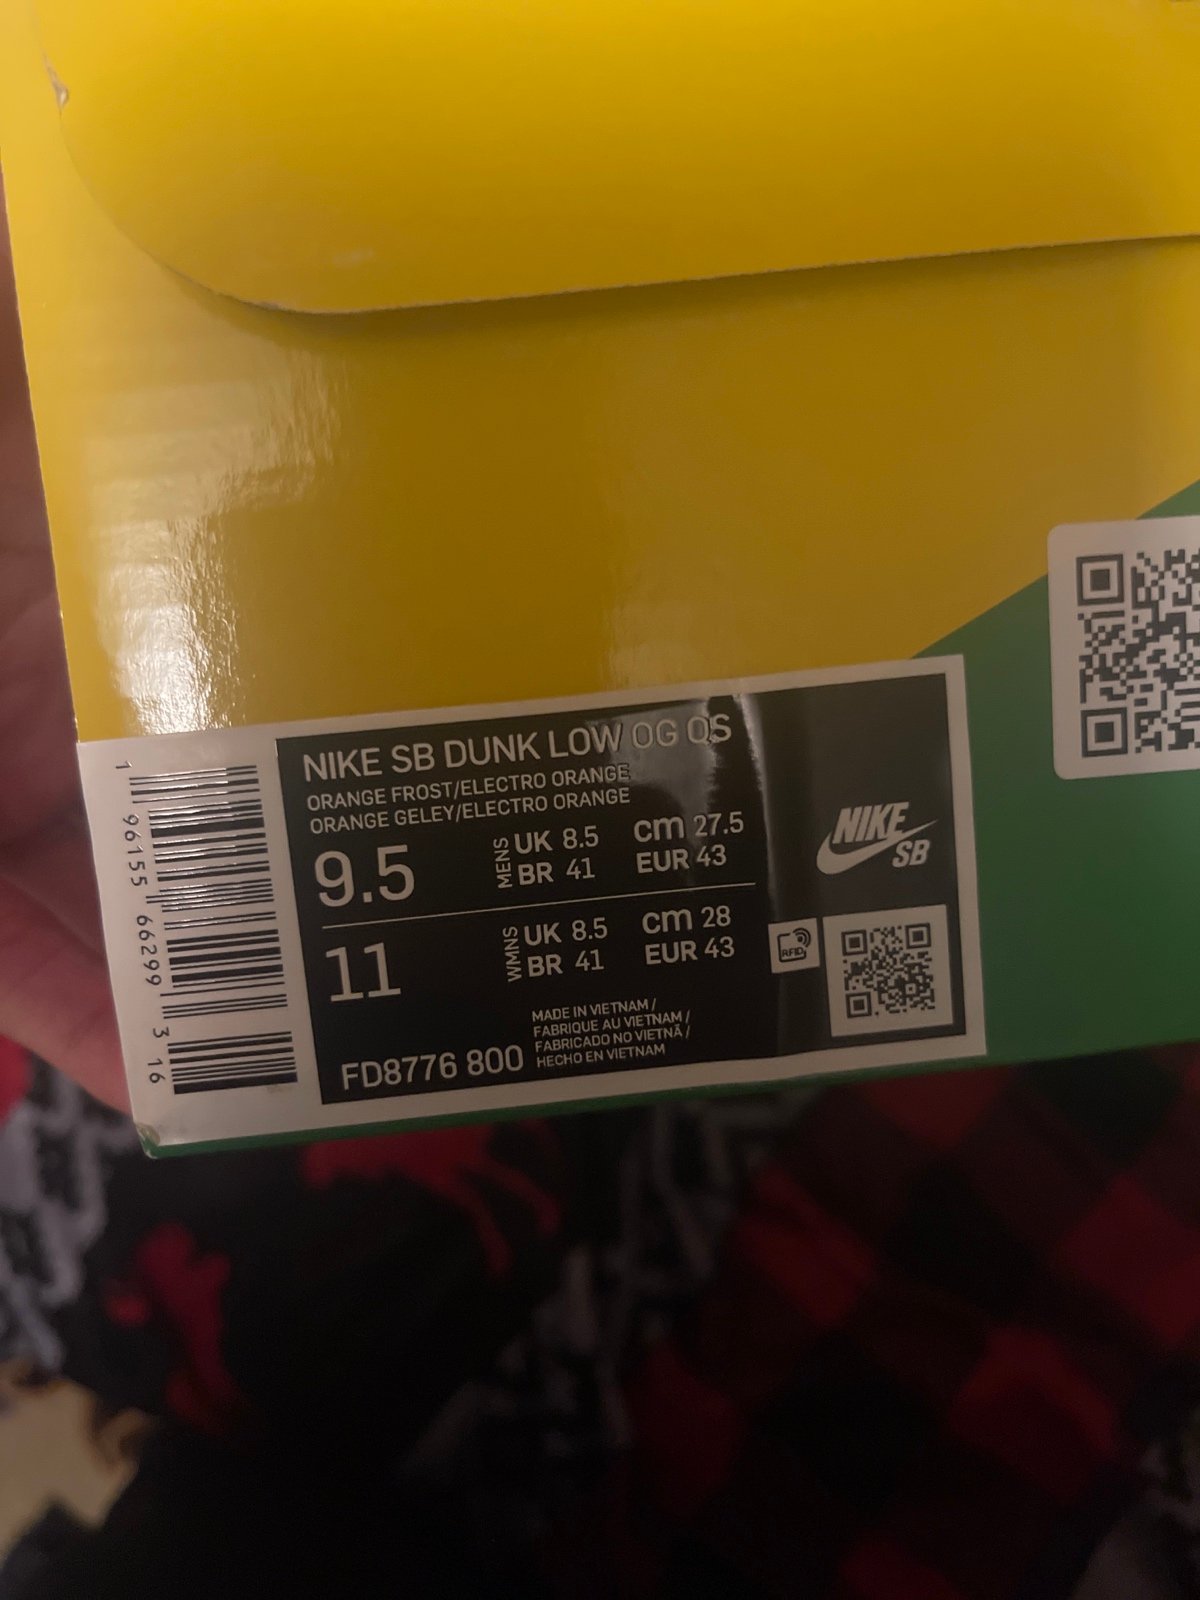 NIKE SB DUNK LOW OG QS
ORANGE FROST/ELECTRO ORANGE
ORANGE GELEY/ELECTRO ORANGE
9.5
MENS
UK 8.5 cm 27.5
BR 41 EUR 43
11
WMNS
UK 8.5 cm 28
BR 41 EUR 43
MADE IN VIETNAM /
FABRIQUE AU VIETNAM /
FABRICADO NO VIETNÃ /
HECHO EN VIETNAM
FD8776 800
NIKE
SB
RFID
1 96155 66299 3 16